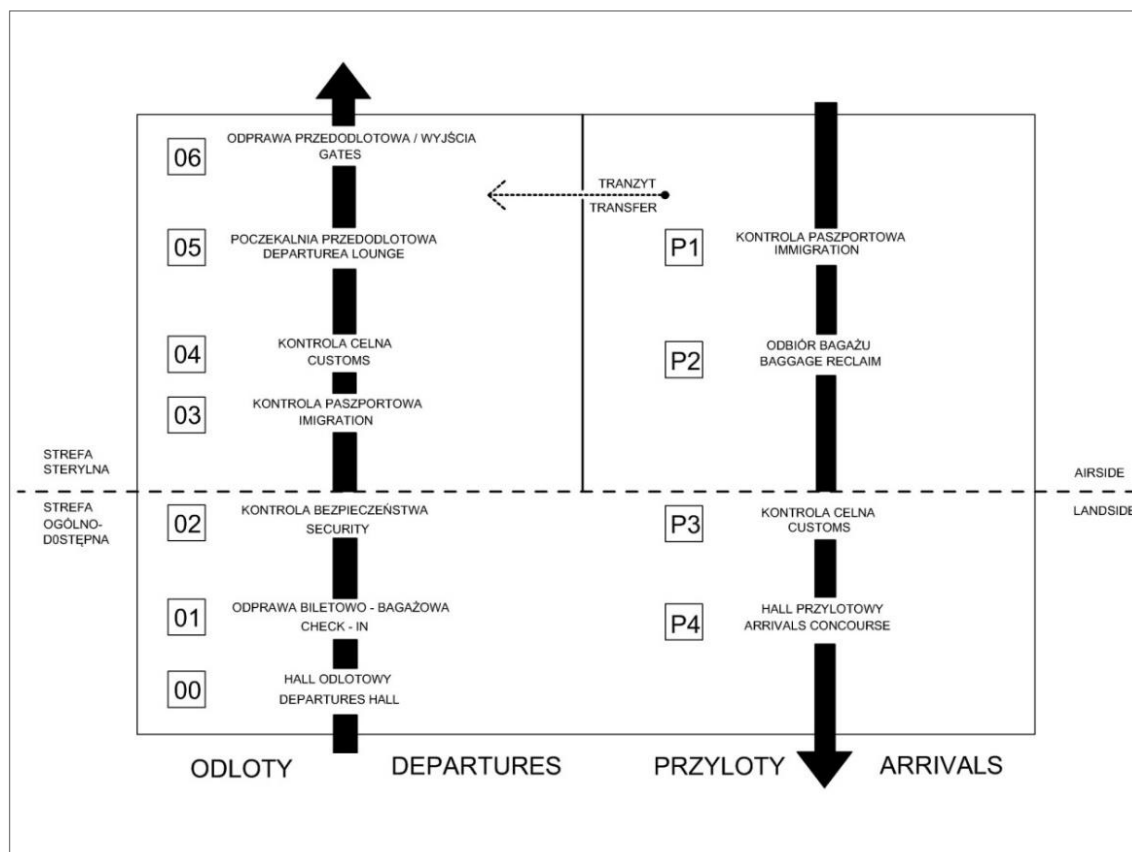 06
ODPRAWA PRZEDODLOTOWA / WYJŚCIA
GATES
TRANZYT
TRANSFER
05
POCZEKALNIA PRZEDODLOTOWA
DEPARTUREA LOUNGE
P1
KONTROLA PASZPORTOWA
IMMIGRATION
04
KONTROLA CELNA
CUSTOMS
P2
ODBIÓR BAGAŻU
BAGGAGE RECLAIM
03
KONTROLA PASZPORTOWA
IMIGRATION
STREFA
STERYLNA
AIRSIDE
STREFA
OGÓLNO-
D0STĘPNA
LANDSIDE
02
KONTROLA BEZPIECZEŃSTWA
SECURITY
P3
KONTROLA CELNA
CUSTOMS
01
ODPRAWA BILETOWO - BAGAŻOWA
CHECK - IN
P4
HALL PRZYLOTOWY
ARRIVALS CONCOURSE
00
HALL ODLOTOWY
DEPARTURES HALL
ODLOTY DEPARTURES PRZYLOTY ARRIVALS